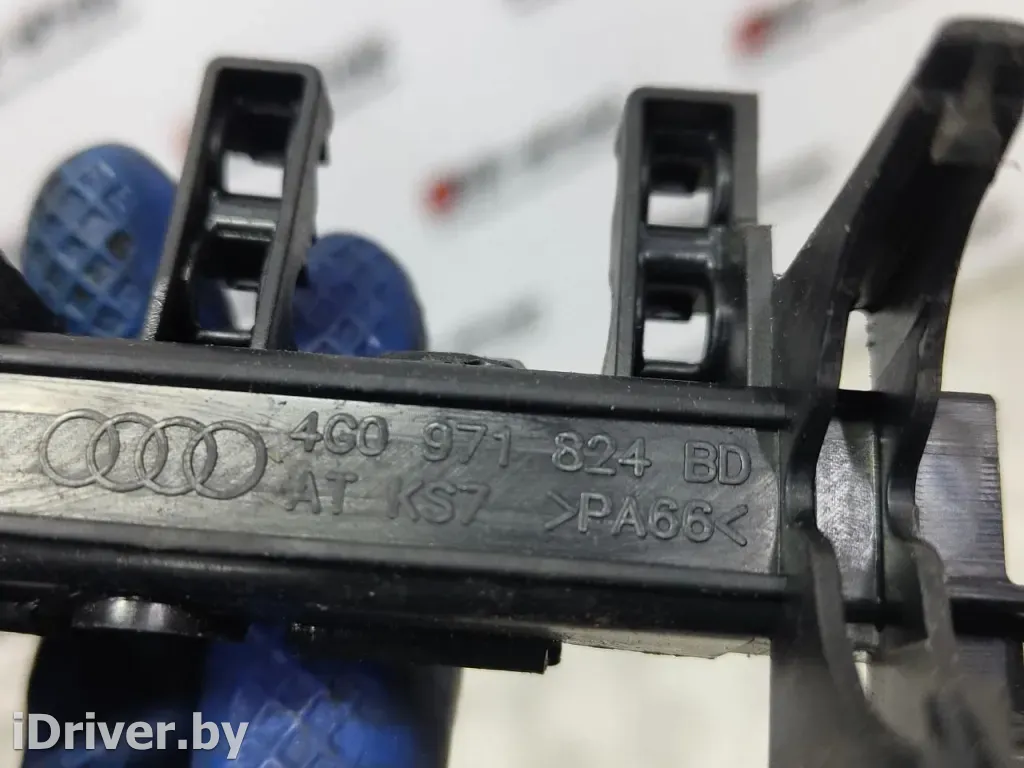 4G0 971 824 BD
AT KS7 >PA66<
iDriver.by